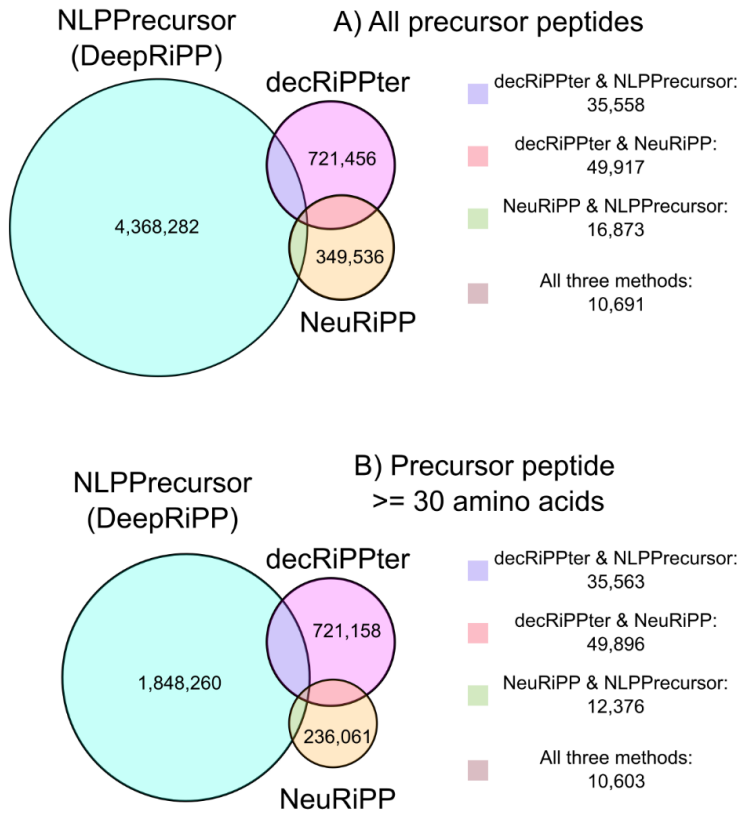 A) All precursor peptides
NLPPrecursor
(DeepRiPP)
decRiPPter
721,456
4,368,282
349,536
NeuRiPP
decRiPPter & NLPPrecursor:
35,558
decRiPPter & NeuRiPP:
49,917
NeuRiPP & NLPPrecursor:
16,873
All three methods:
10,691
B) Precursor peptide
>= 30 amino acids
NLPPrecursor
(DeepRiPP)
decRiPPter
721,158
1,848,260
236,061
NeuRiPP
decRiPPter & NLPPrecursor:
35,563
decRiPPter & NeuRiPP:
49,896
NeuRiPP & NLPPrecursor:
12,376
All three methods:
10,603